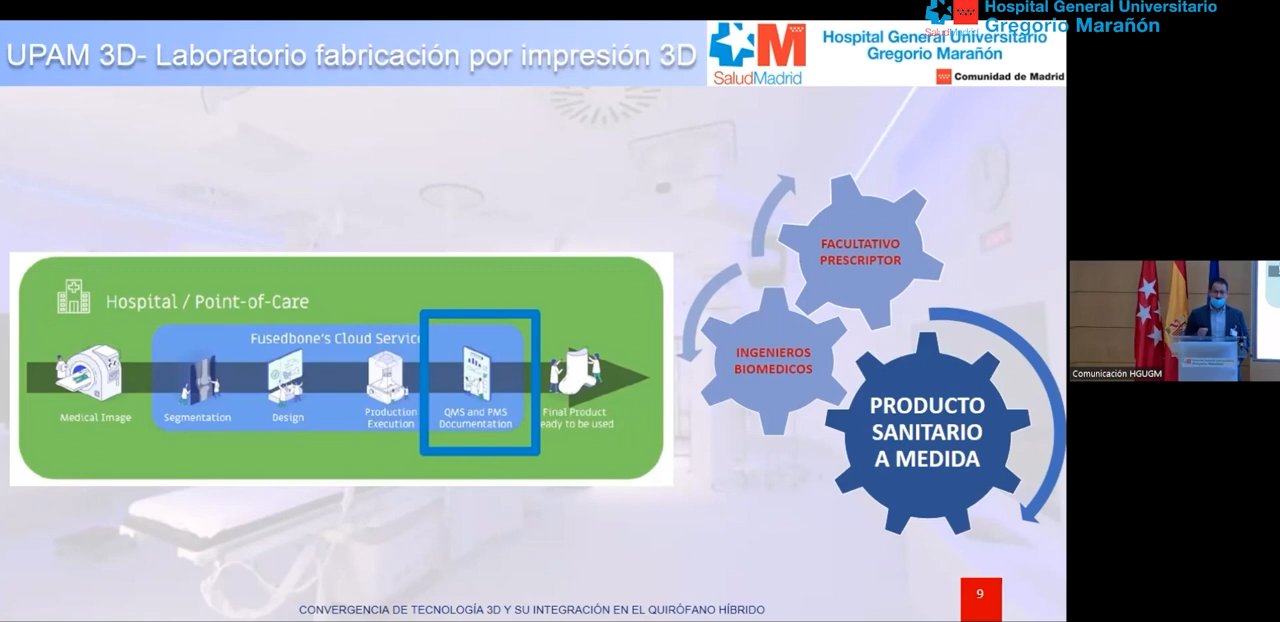 Hospital General Universitario
Gregorio Marañón
SaludMadrid
UPAM 3D- Laboratorio fabricación por impresión 3D
SaludMadrid
Hospital General Universitario
Gregorio Marañón
Comunidad de Madrid
FACULTATIVO
PRESCRIPTOR
INGENIEROS
BIOMEDICOS
PRODUCTO
SANITARIO
A MEDIDA
Hospital / Point-of-Care
Fusedbone's Cloud Servic
Medical Image
Segmentation
Design
Production
Execution
QMS and PMS
Documentation
Final Product
eady to be used
Comunicación HGUGM
CONVERGENCIA DE TECNOLOGÍA 3D Y SU INTEGRACIÓN EN EL QUIRÓFANO HÍBRIDO
9